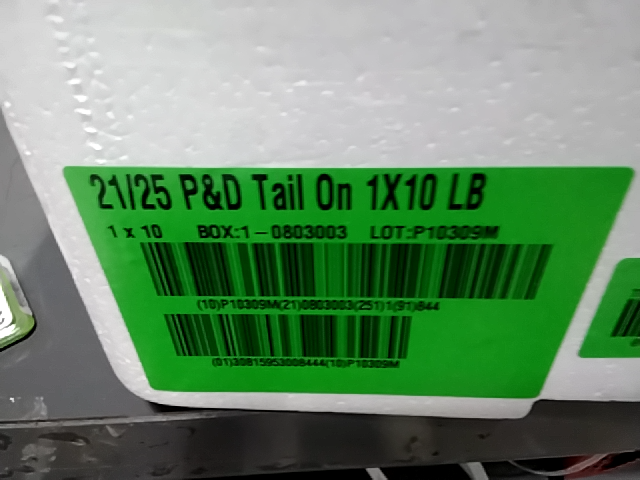 21/25 P&D Tail On 1X10 LB
1 x 10 BOX:1-0803003 LOT:P10309M
(10)P10309M(21)0803003(251)1(91)844
(01)30815953008444(10)P10309M